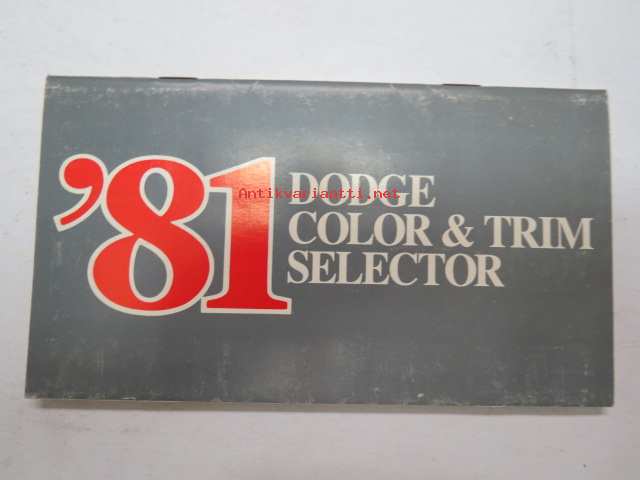 '81
DODGE
COLOR & TRIM
SELECTOR
Antikvariaatti.net